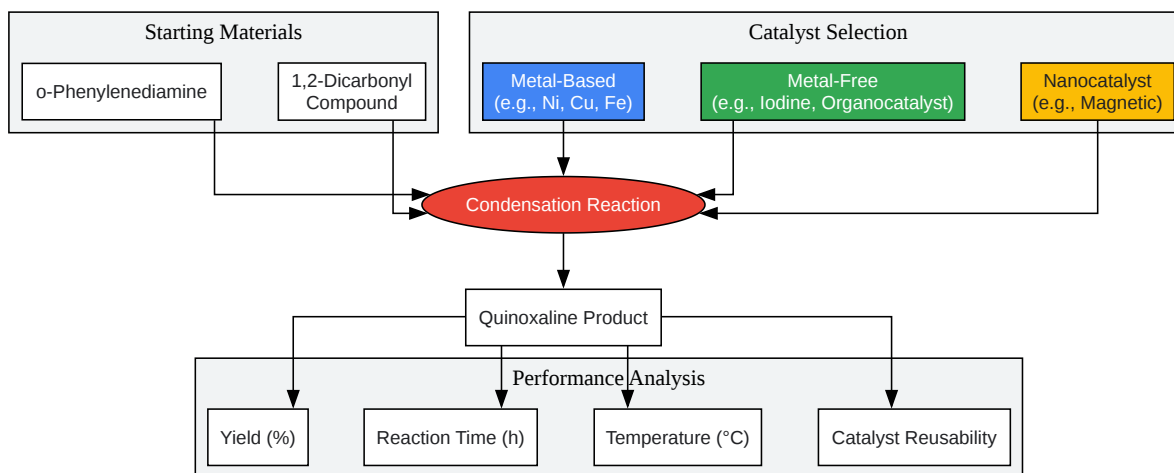 Starting Materials
Catalyst Selection
o-Phenylenediamine
1,2-Dicarbonyl
Compound
Metal-Based
(e.g., Ni, Cu, Fe)
Metal-Free
(e.g., Iodine, Organocatalyst)
Nanocatalyst
(e.g., Magnetic)
Condensation Reaction
Quinoxaline Product
Performance Analysis
Yield (%)
Reaction Time (h)
Temperature (°C)
Catalyst Reusability